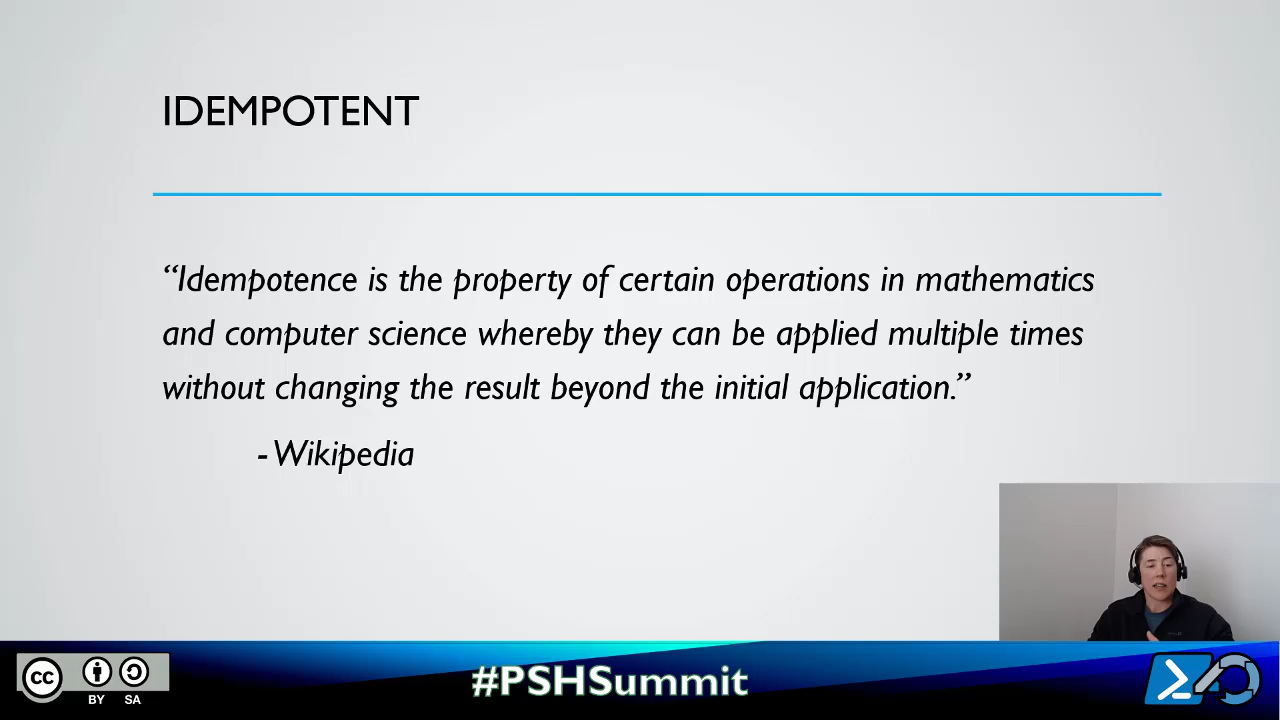 IDEMPOTENT
“Idempotence is the property of certain operations in mathematics
and computer science whereby they can be applied multiple times
without changing the result beyond the initial application.”
- Wikipedia
cc
BY SA
#PSHSummit